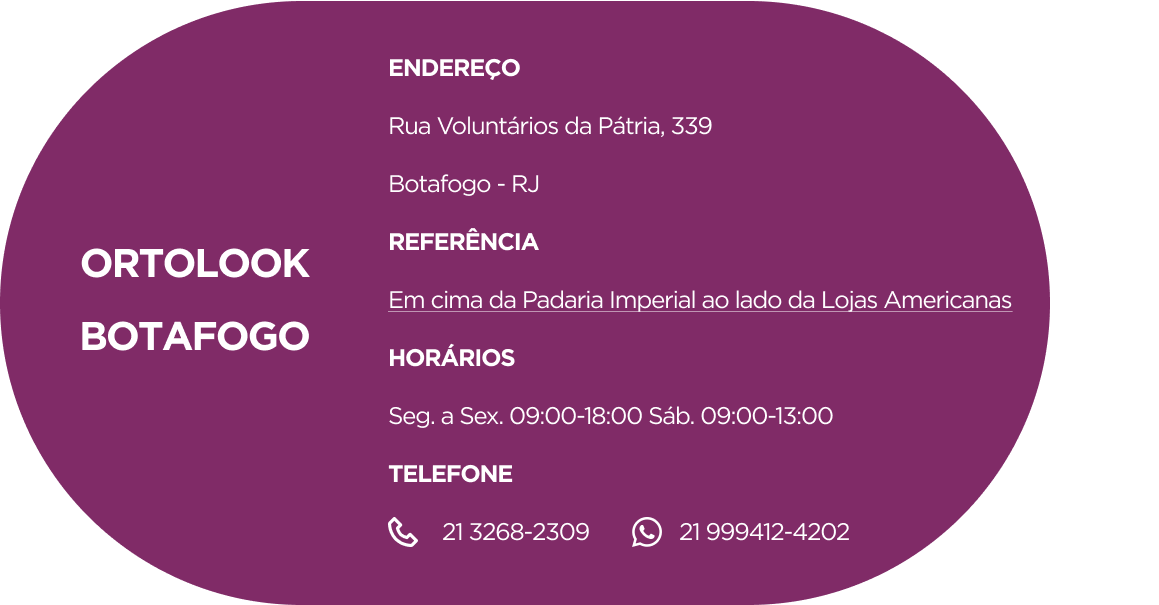 ORTOLOOK
BOTAFOGO
ENDEREÇO
Rua Voluntários da Pátria, 339
Botafogo - RJ
REFERÊNCIA
Em cima da Padaria Imperial ao lado da Lojas Americanas
HORÁRIOS
Seg. a Sex. 09:00-18:00 Sáb. 09:00-13:00
TELEFONE
21 3268-2309 21 999412-4202